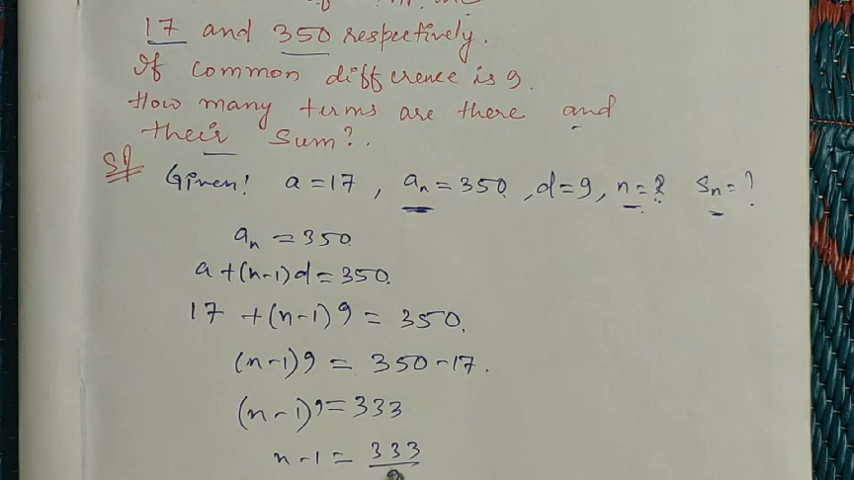 17 and 350 respectively.
If common difference is 9.
How many terms are there and
their sum?.
Sol Given! a = 17 , aₙ = 350 , d = 9, n = ? Sₙ = ?
aₙ = 350.
a + (n-1) d = 350.
17 + (n-1) 9 = 350.
(n-1) 9 = 350 - 17.
(n-1) 9 = 333
n - 1 = 333/9